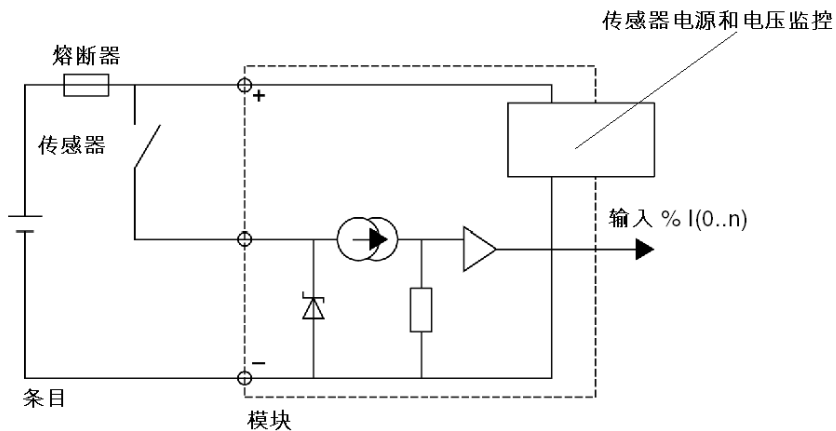 传感器电源和电压监控
熔断器
+
传感器
输入 % I(0..n)
−
条目
模块